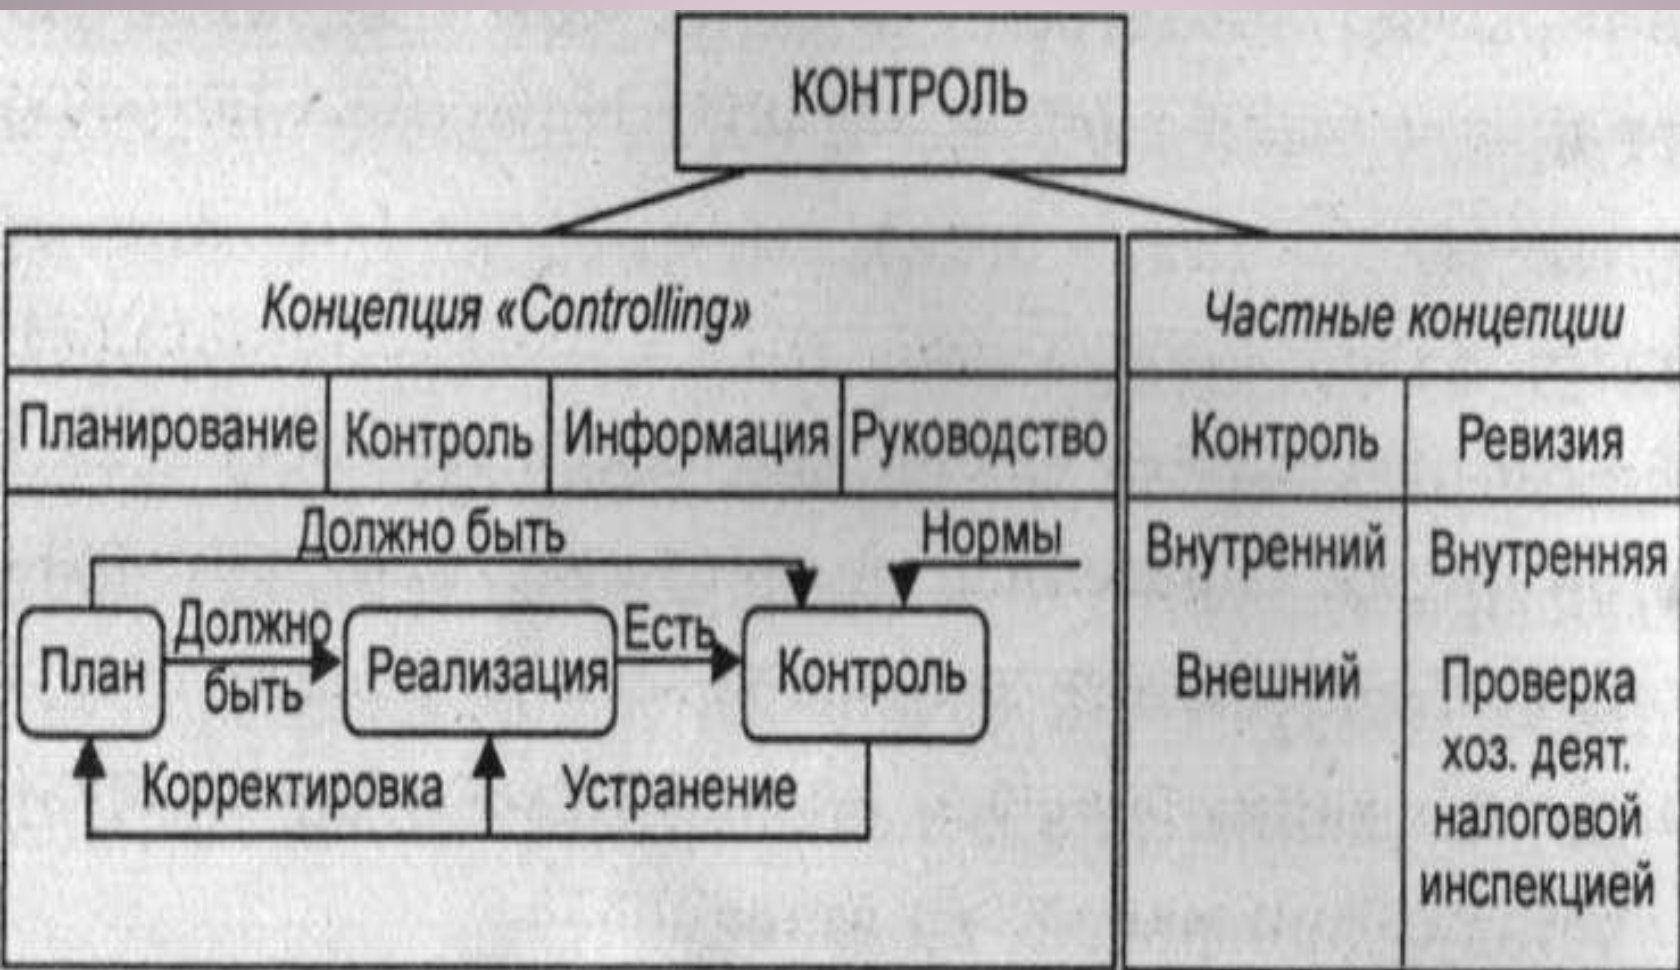 КОНТРОЛЬ
Концепция «Controlling»
Частные концепции
Планирование
Контроль
Информация
Руководство
Контроль
Ревизия
Должно быть
Нормы
План
Должно
быть
Реализация
Есть
Контроль
Корректировка
Устранение
Внутренний
Внешний
Внутренняя
Проверка
хоз. деят.
налоговой
инспекцией